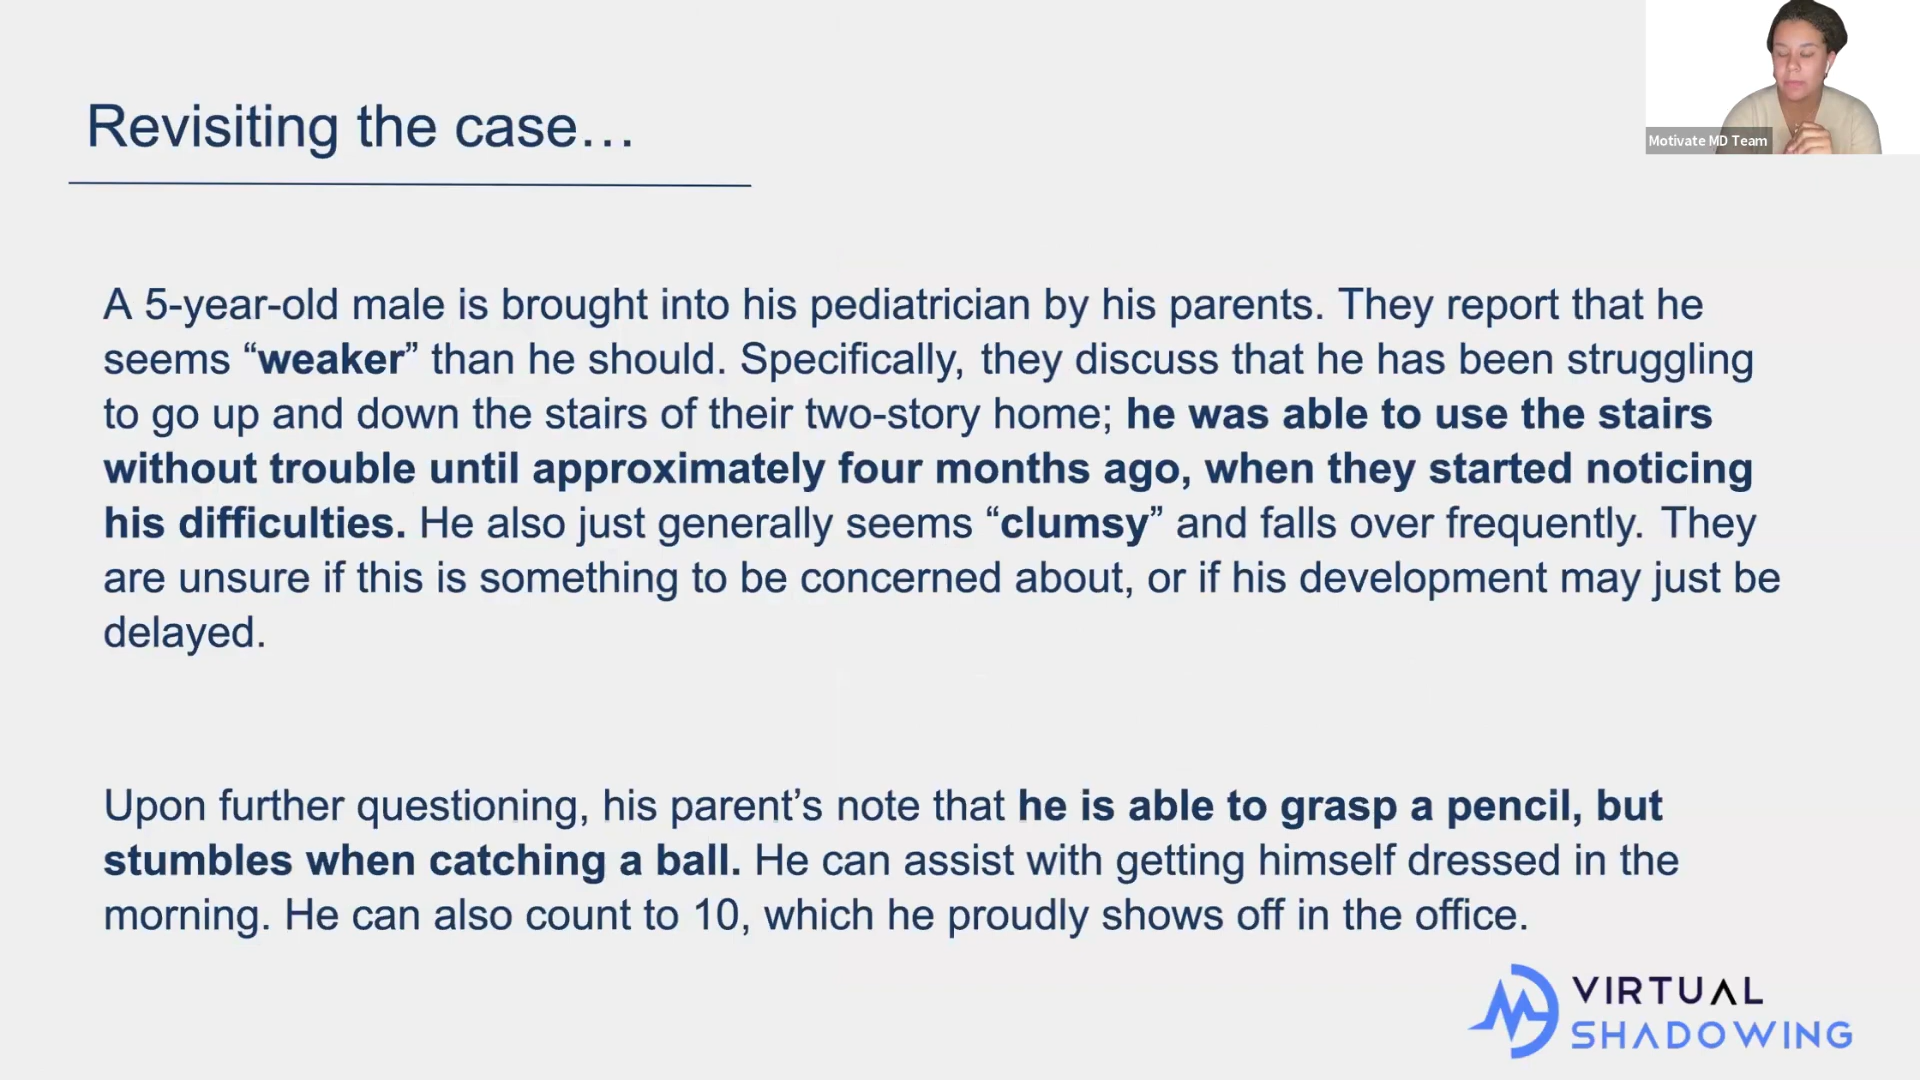 Revisiting the case…
Motivate MD Team
A 5-year-old male is brought into his pediatrician by his parents. They report that he
seems “weaker” than he should. Specifically, they discuss that he has been struggling
to go up and down the stairs of their two-story home; he was able to use the stairs
without trouble until approximately four months ago, when they started noticing
his difficulties. He also just generally seems “clumsy” and falls over frequently. They
are unsure if this is something to be concerned about, or if his development may just be
delayed.
Upon further questioning, his parent’s note that he is able to grasp a pencil, but
stumbles when catching a ball. He can assist with getting himself dressed in the
morning. He can also count to 10, which he proudly shows off in the office.
VIRTUAL
SHADOWING